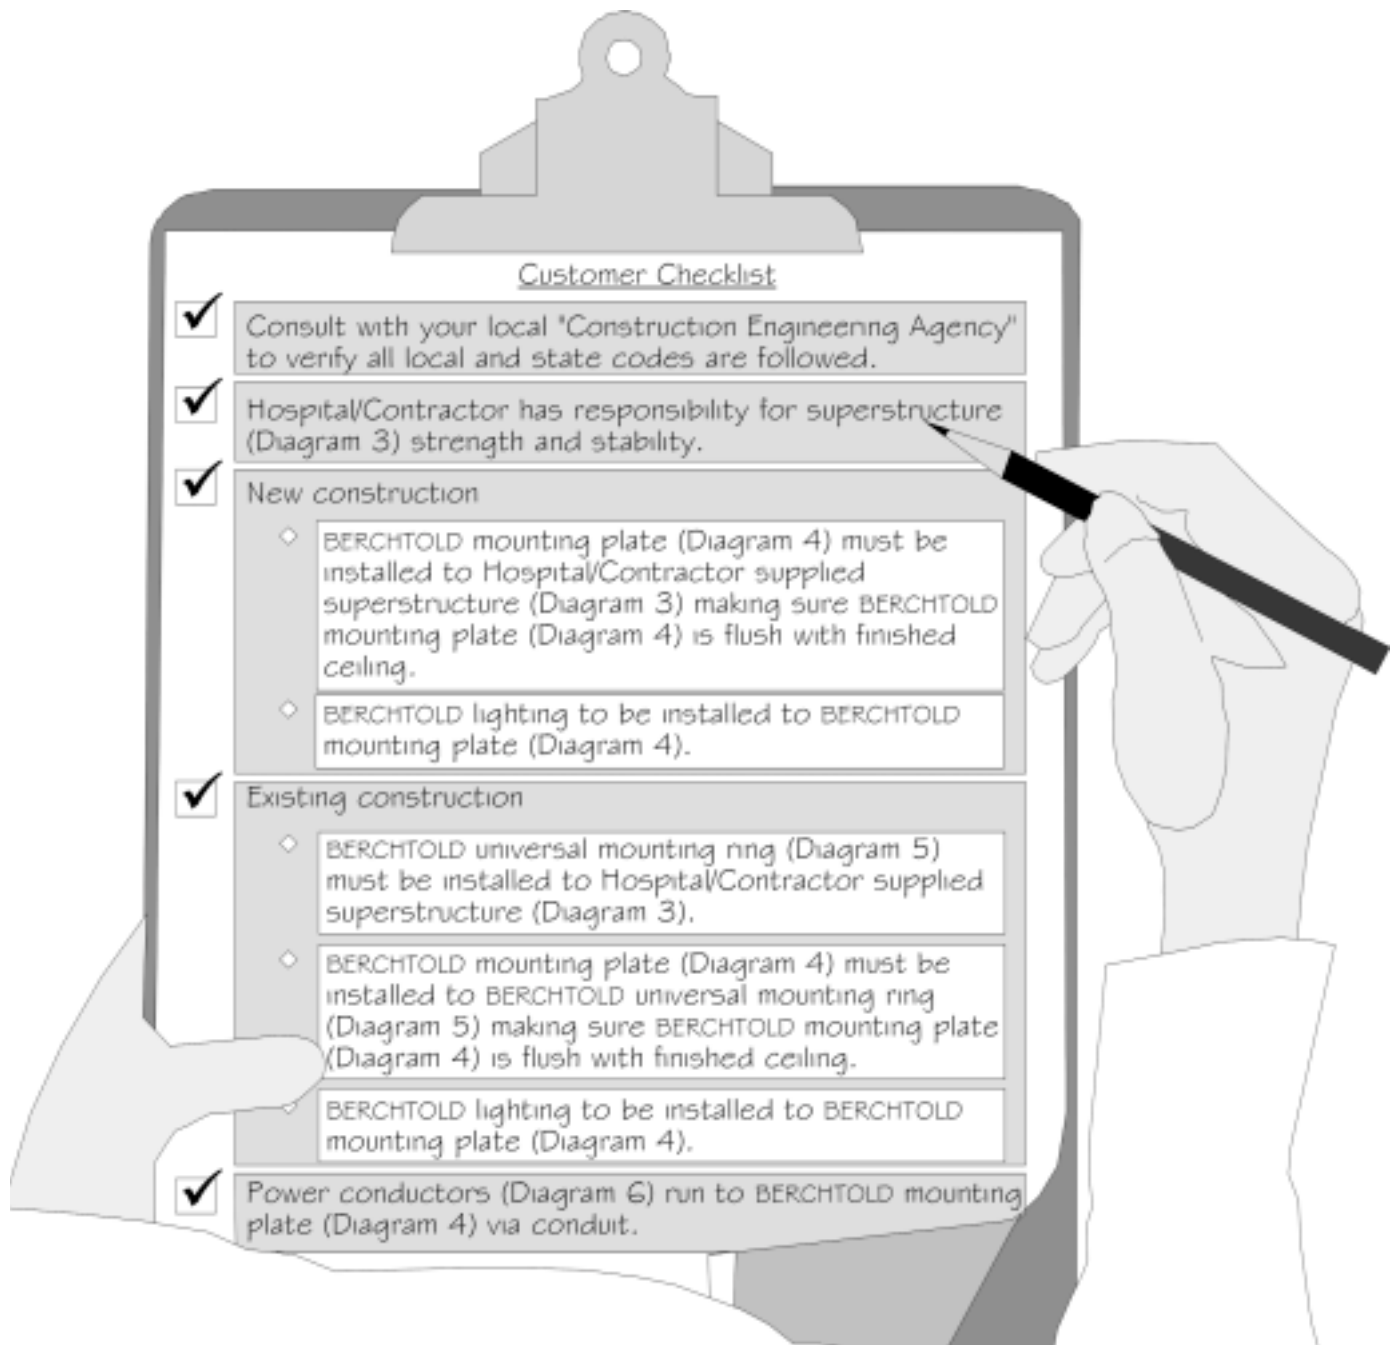 Customer Checklist
Consult with your local "Construction Engineering Agency"
to verify all local and state codes are followed.
Hospital/Contractor has responsibility for superstructure
(Diagram 3) strength and stability.
New construction
BERCHTOLD mounting plate (Diagram 4) must be
installed to Hospital/Contractor supplied
superstructure (Diagram 3) making sure BERCHTOLD
mounting plate (Diagram 4) is flush with finished
ceiling.
BERCHTOLD lighting to be installed to BERCHTOLD
mounting plate (Diagram 4).
Existing construction
BERCHTOLD universal mounting ring (Diagram 5)
must be installed to Hospital/Contractor supplied
superstructure (Diagram 3).
BERCHTOLD mounting plate (Diagram 4) must be
installed to BERCHTOLD universal mounting ring
(Diagram 5) making sure BERCHTOLD mounting plate
(Diagram 4) is flush with finished ceiling.
BERCHTOLD lighting to be installed to BERCHTOLD
mounting plate (Diagram 4).
Power conductors (Diagram 6) run to BERCHTOLD mounting
plate (Diagram 4) via conduit.